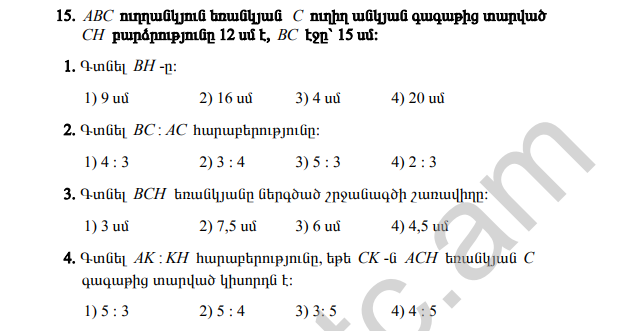 15. ABC ուղղանկյուն եռանկյան C ուղիղ անկյան գագաթից տարված
CH բարձրությունը 12 սմ է, BC էջը՝ 15 սմ:
1. Գտնել BH -ը:
1) 9 սմ 2) 16 սմ 3) 4 սմ 4) 20 սմ
2. Գտնել BC : AC հարաբերությունը:
1) 4 : 3 2) 3 : 4 3) 5 : 3 4) 2 : 3
3. Գտնել BCH եռանկյանը ներգծած շրջանագծի շառավիղը:
1) 3 սմ 2) 7,5 սմ 3) 6 սմ 4) 4,5 սմ
4. Գտնել AK : KH հարաբերությունը, եթե CK -ն ACH եռանկյան C
գագաթից տարված կիսորդն է:
1) 5 : 3 2) 5 : 4 3) 3: 5 4) 4 : 5
tc.am